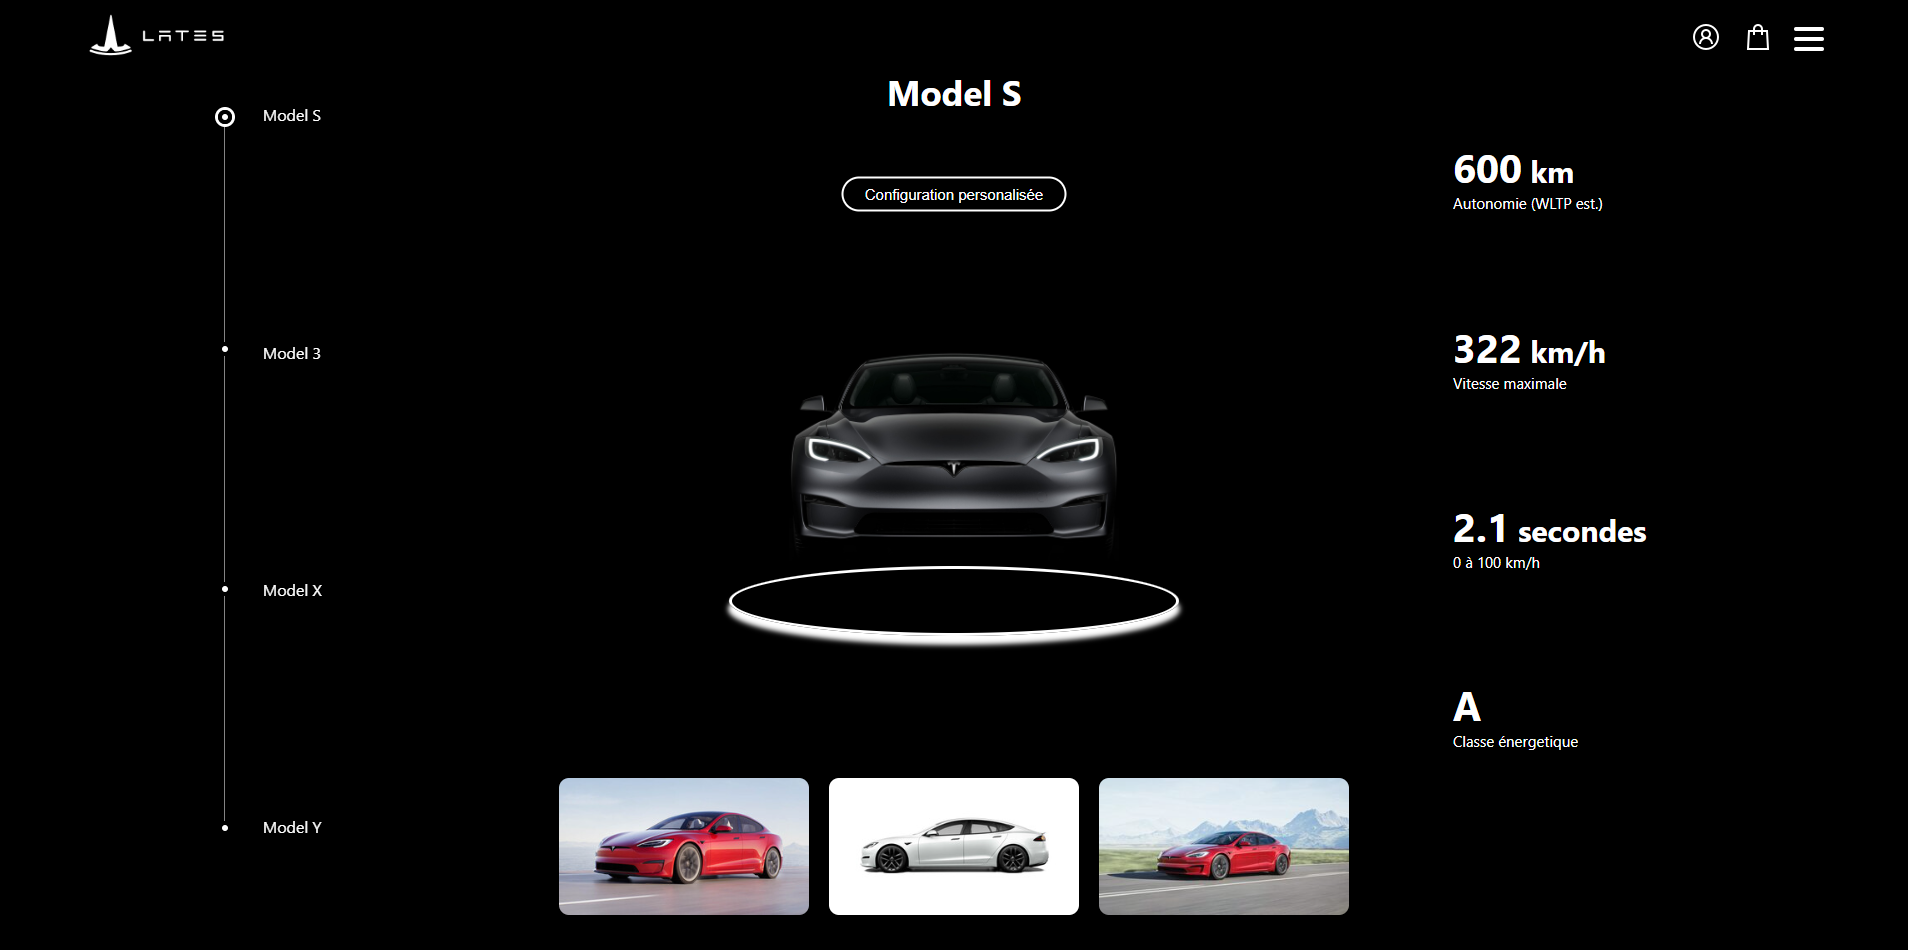 LATES
Model S
Model S
Configuration personalisée
600 km
Autonomie (WLTP est.)
Model 3
322 km/h
Vitesse maximale
2.1 secondes
0 à 100 km/h
Model X
A
Classe énergetique
Model Y